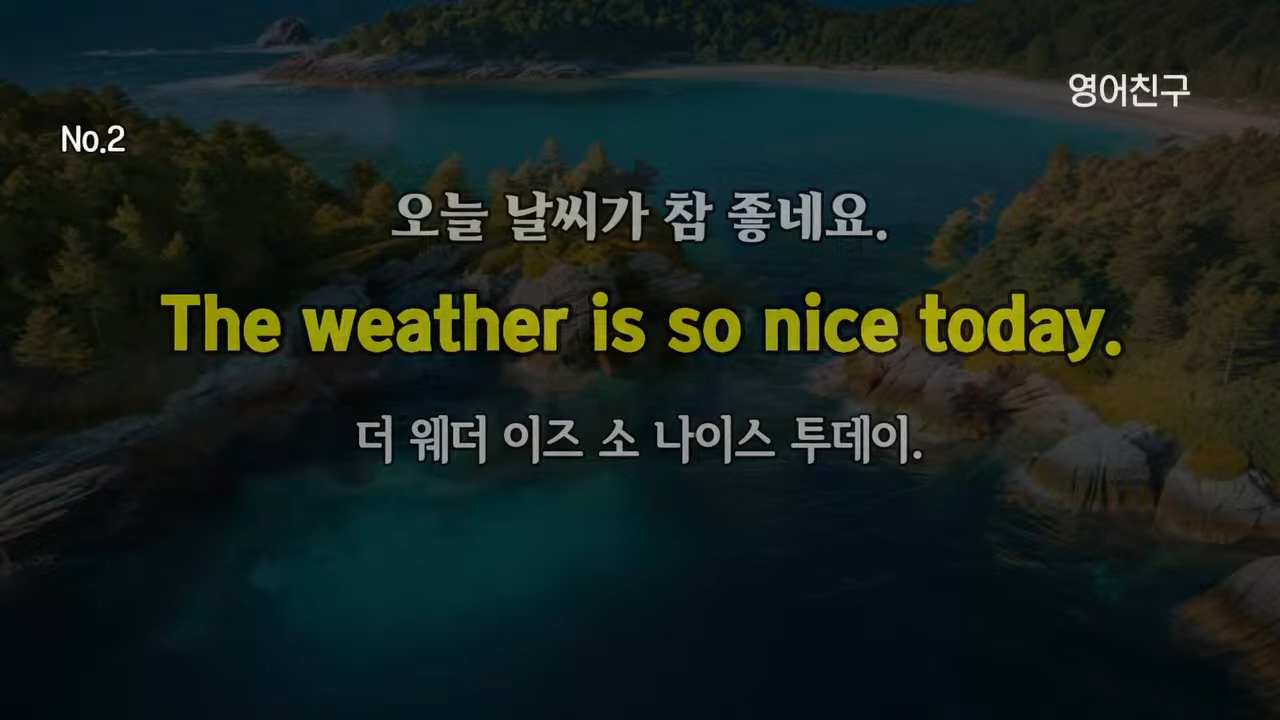 영어친구
No.2
오늘 날씨가 참 좋네요.
The weather is so nice today.
더 웨더 이즈 소 나이스 투데이.